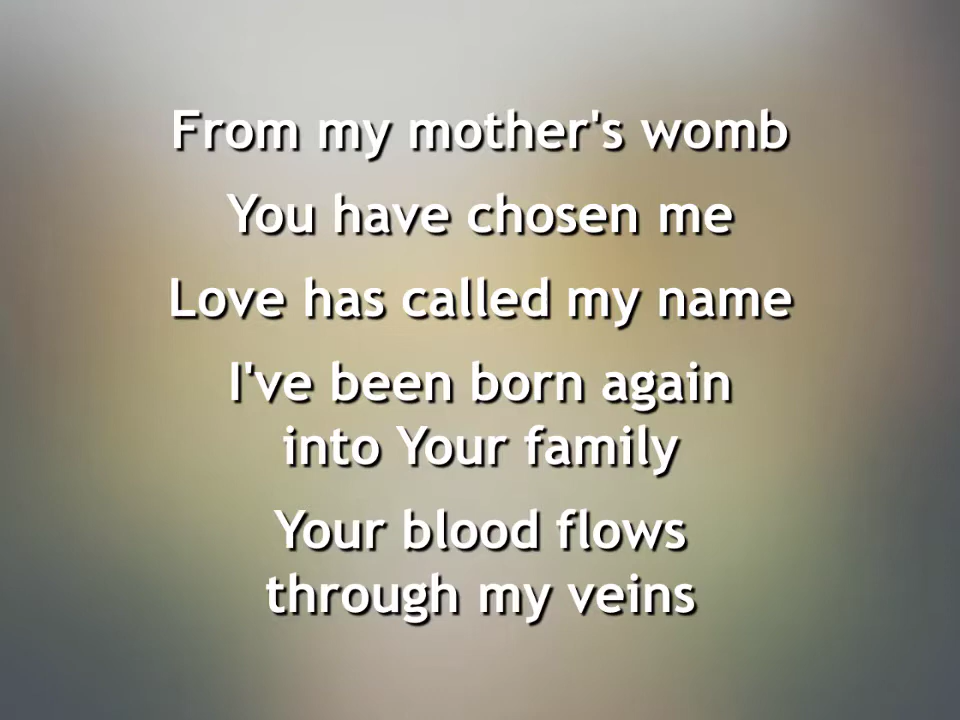 From my mother's womb
You have chosen me
Love has called my name
I've been born again
into Your family
Your blood flows
through my veins